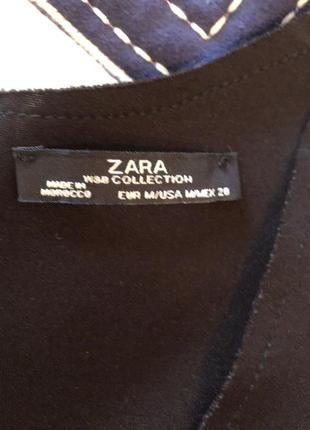 ZARA
W&B COLLECTION
MADE IN
MOROCCO
EUR M/USA M/MEX 28